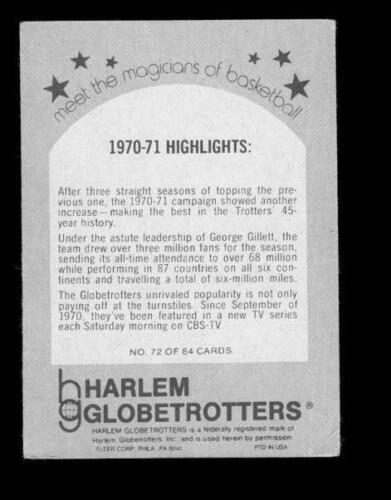 meet the magicians of basketball
1970-71 HIGHLIGHTS:
After three straight seasons of topping the pre-
vious one, the 1970-71 campaign showed another
increase—making the best in the Trotters' 45-
year history.
Under the astute leadership of George Gillett, the
team drew over three million fans for the season,
sending its all-time attendance to over 68 million
while performing in 87 countries on all six con-
tinents and travelling a total of six-million miles.
The Globetrotters unrivaled popularity is not only
paying off at the turnstiles. Since September of
1970, they've been featured in a new TV series
each Saturday morning on CBS-TV.
NO. 72 OF 84 CARDS
hg HARLEM
GLOBETROTTERS®
HARLEM GLOBETROTTERS is a federally registered mark of
Harlem Globetrotters, Inc. and is used herein by permission
FLEER CORP. PHILA. PA 19141 PTD IN USA